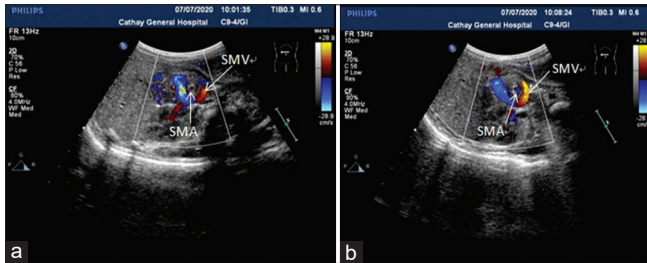 PHILIPS
07/07/2020 10:01:35
TIB0.3 MI 0.6
Cathay General Hospital
C9-4/GI
FR 13Hz
10cm
2D
70%
C 56
P Low
Res
CF
80%
4.0MHz
WF Med
Med
M4 M1
+28.9
-28.9
cm/s
SMV
SMA
G
P
R
a
PHILIPS
07/07/2020 10:08:24
TIB0.3 MI 0.6
Cathay General Hospital
C9-4/GI
FR 13Hz
10cm
2D
70%
C 56
P Low
Res
CF
80%
4.0MHz
WF Med
Med
M4 M1
+28.9
-28.9
cm/s
SMV
SMA
G
P
R
b